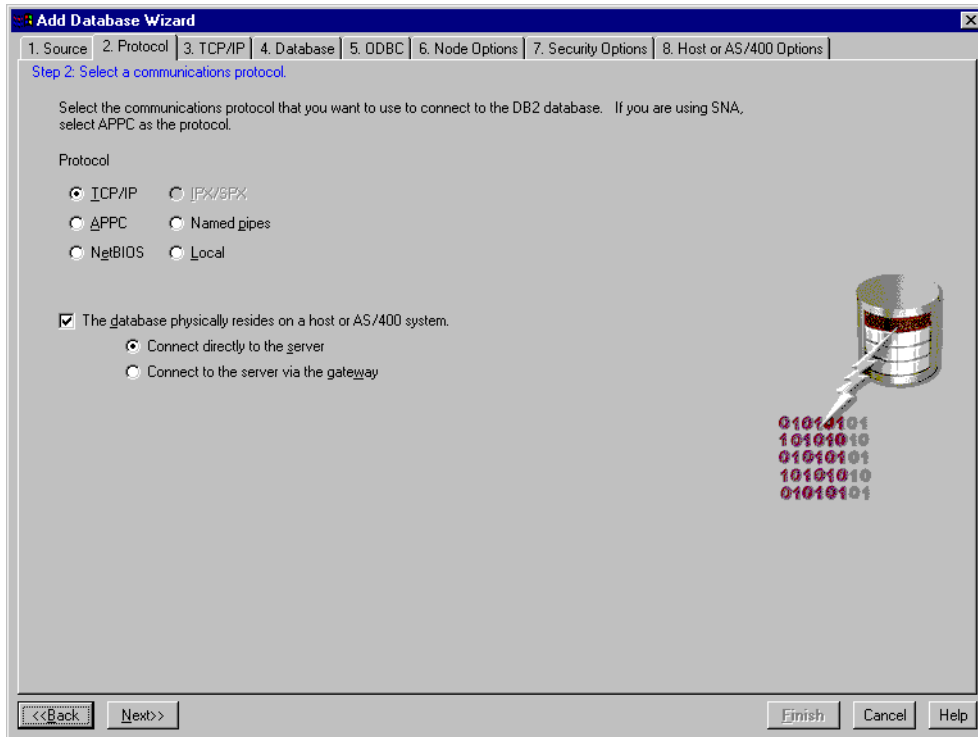 Add Database Wizard
1. Source 2. Protocol 3. TCP/IP 4. Database 5. ODBC 6. Node Options 7. Security Options 8. Host or AS/400 Options
Step 2: Select a communications protocol.
Select the communications protocol that you want to use to connect to the DB2 database. If you are using SNA,
select APPC as the protocol.
Protocol
TCP/IP IPX/SPX
APPC Named pipes
NetBIOS Local
The database physically resides on a host or AS/400 system.
Connect directly to the server
Connect to the server via the gateway
01010101
10101010
01010101
10101010
01010101
<<Back Next>> Finish Cancel Help